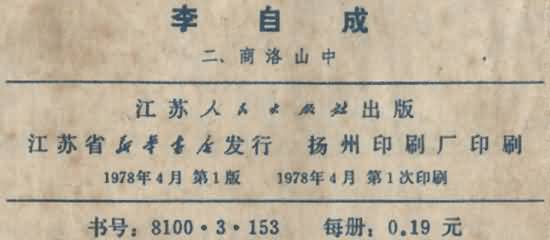 李自成
二、商洛山中
江苏人民出版社出版
江苏省新华书店发行 扬州印刷厂印刷
1978年4月第1版 1978年4月第1次印刷
书号：8100·3·153 每册：0.19元